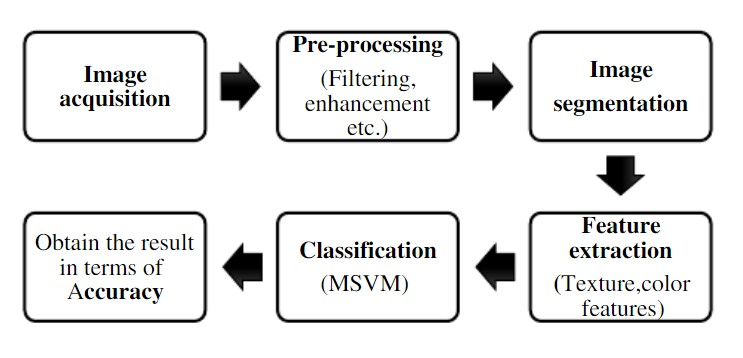 Image
acquisition
Pre-processing
(Filtering,
enhancement
etc.)
Image
segmentation
Feature
extraction
(Texture,color
features)
Classification
(MSVM)
Obtain the result
in terms of
Accuracy